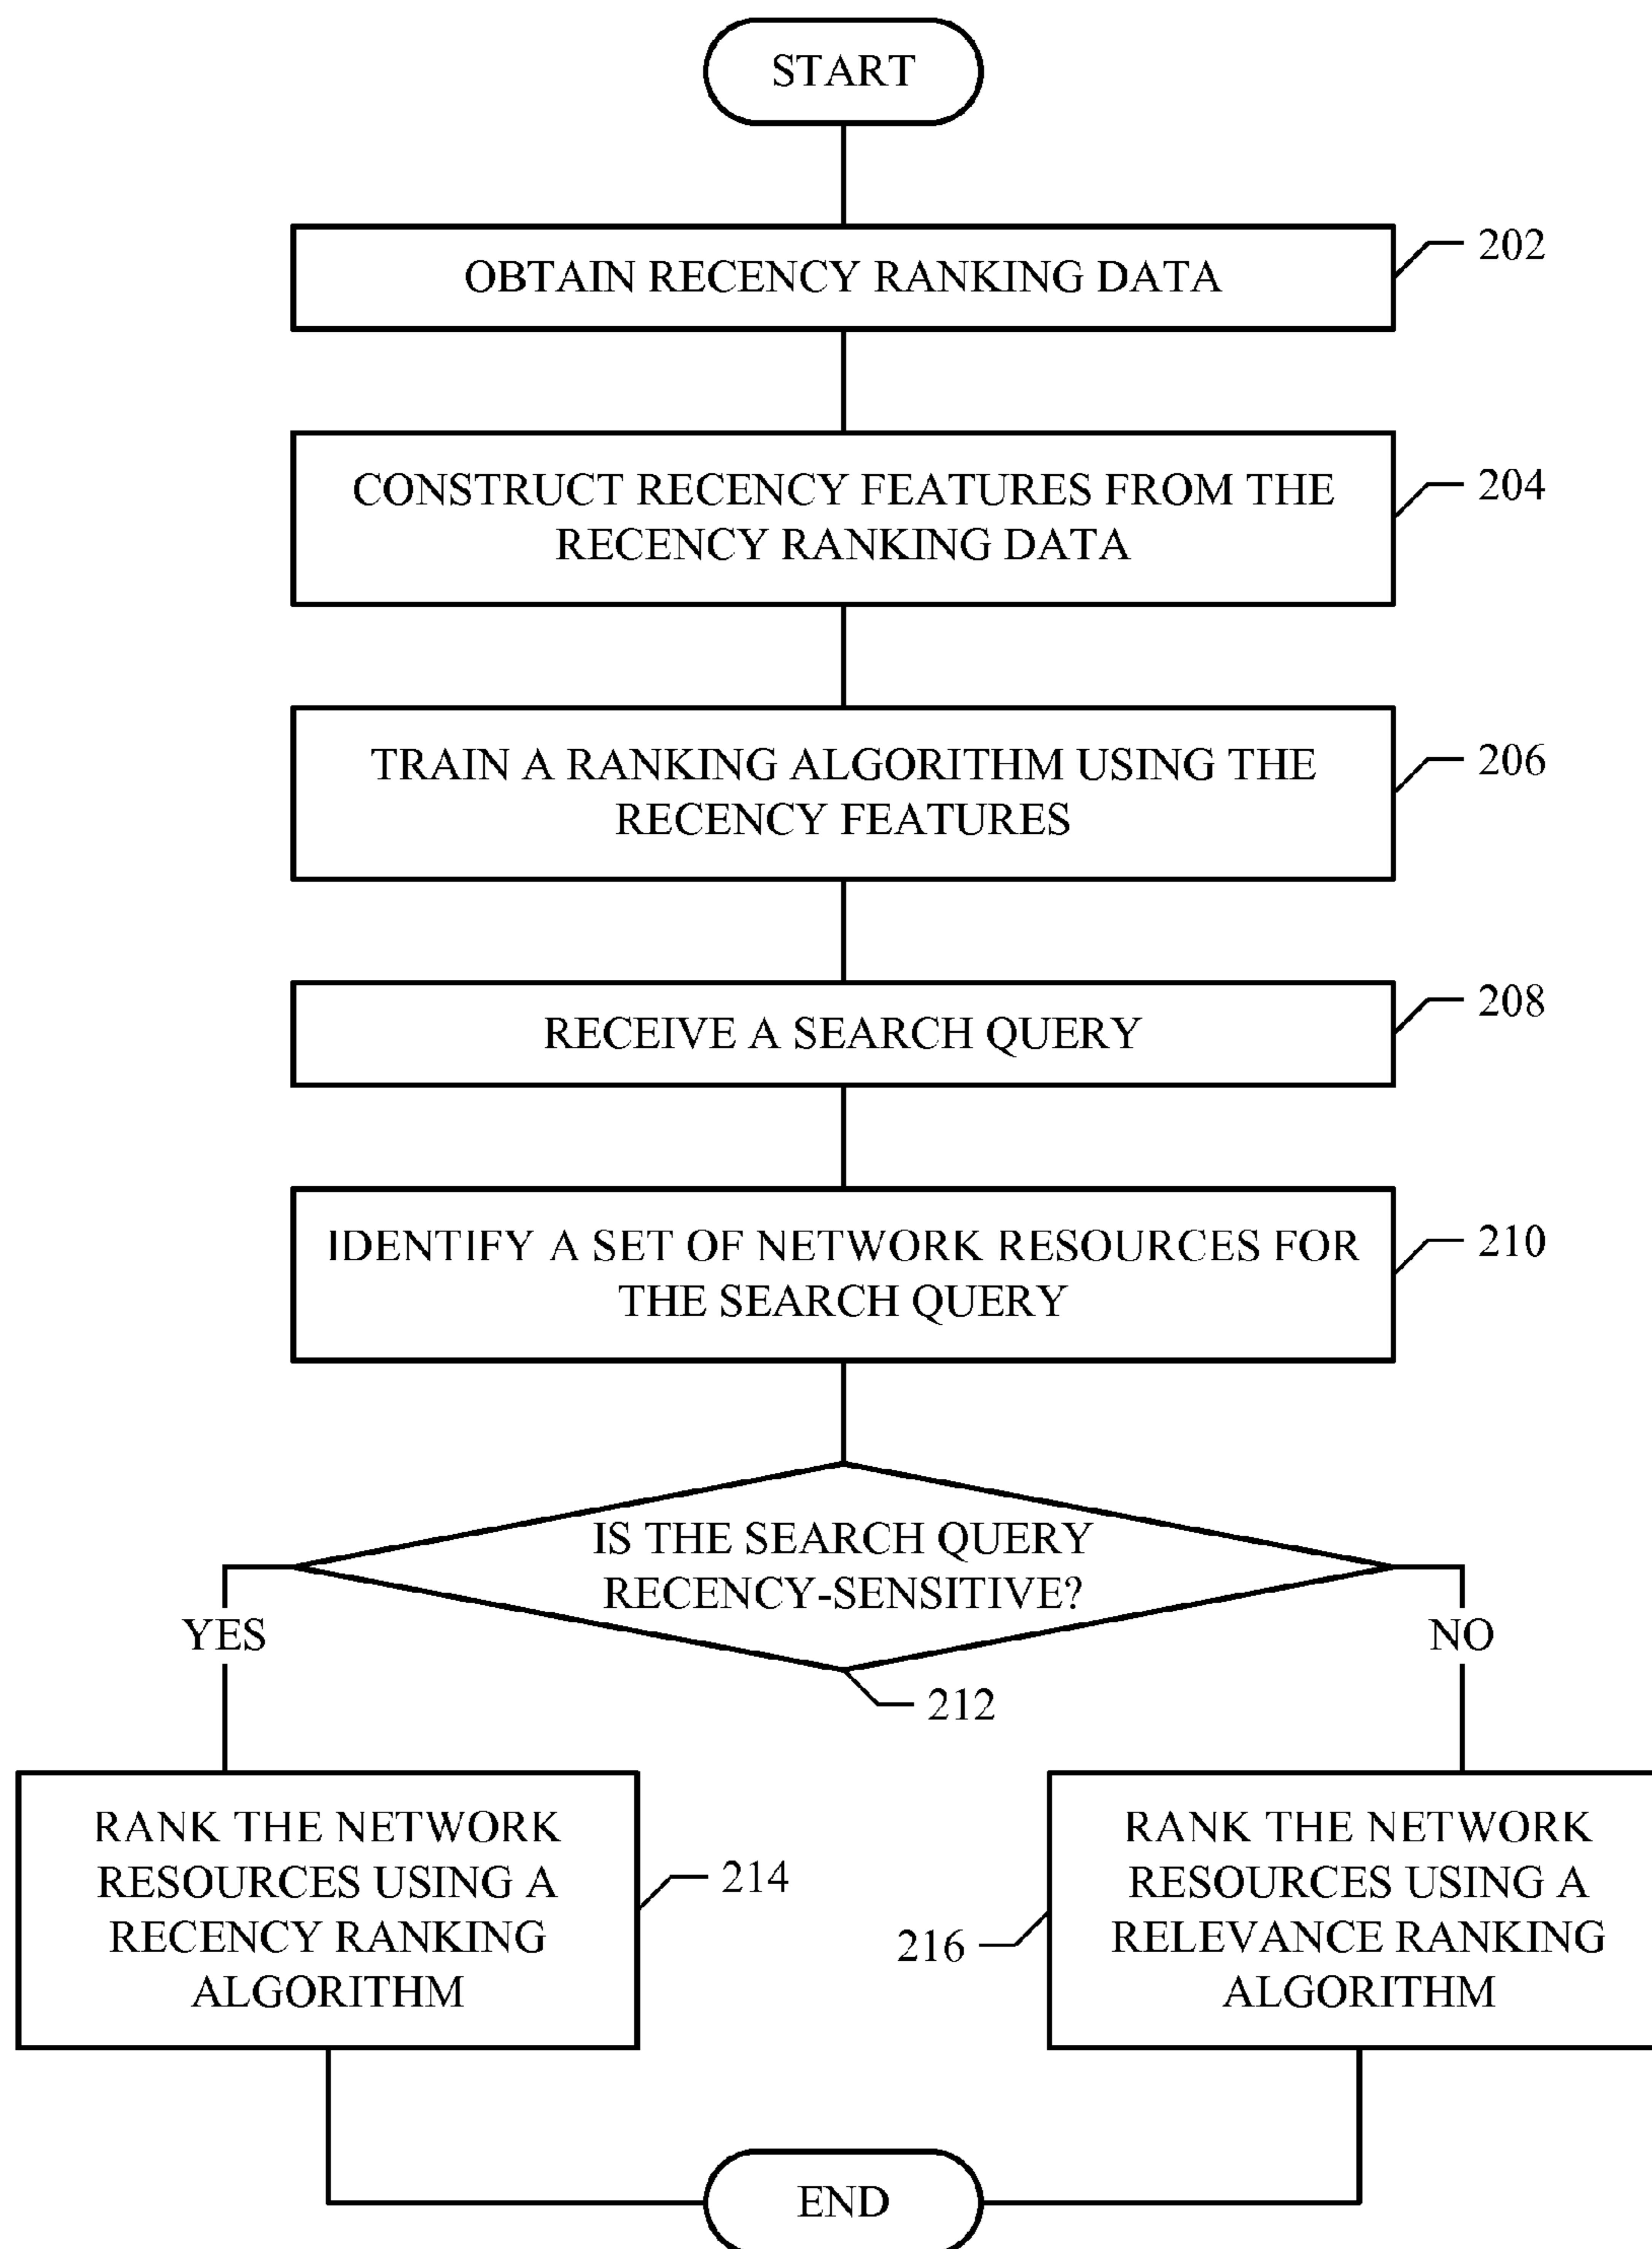 START
OBTAIN RECENCY RANKING DATA
202
CONSTRUCT RECENCY FEATURES FROM THE
RECENCY RANKING DATA
204
TRAIN A RANKING ALGORITHM USING THE
RECENCY FEATURES
206
RECEIVE A SEARCH QUERY
208
IDENTIFY A SET OF NETWORK RESOURCES FOR
THE SEARCH QUERY
210
IS THE SEARCH QUERY
RECENCY-SENSITIVE?
212
YES
NO
RANK THE NETWORK
RESOURCES USING A
RECENCY RANKING
ALGORITHM
214
RANK THE NETWORK
RESOURCES USING A
RELEVANCE RANKING
ALGORITHM
216
END